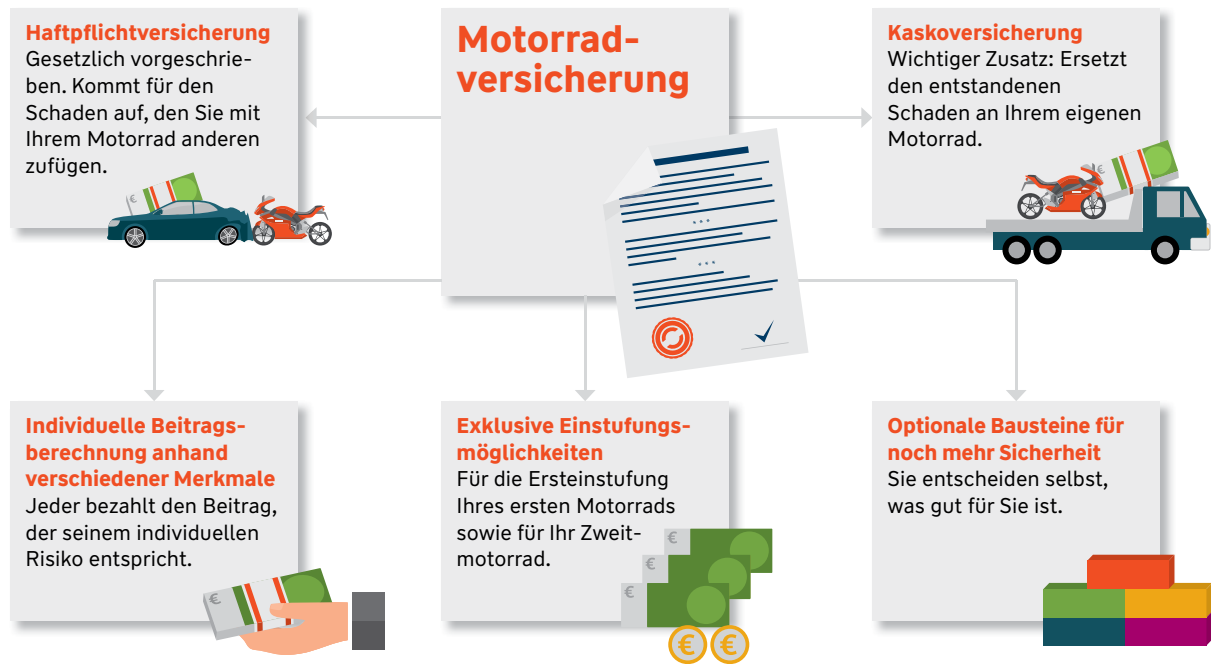 Haftpflichtversicherung
Gesetzlich vorgeschrie-
ben. Kommt für den
Schaden auf, den Sie mit
Ihrem Motorrad anderen
zufügen.
€
Motorrad-
versicherung
Kaskoversicherung
Wichtiger Zusatz: Ersetzt
den entstandenen
Schaden an Ihrem eigenen
Motorrad.
€
Individuelle Beitrags-
berechnung anhand
verschiedener Merkmale
Jeder bezahlt den Beitrag,
der seinem individuellen
Risiko entspricht.
€
Exklusive Einstufungs-
möglichkeiten
Für die Ersteinstufung
Ihres ersten Motorrads
sowie für Ihr Zweit-
motorrad.
€
€
€
€ €
Optionale Bausteine für
noch mehr Sicherheit
Sie entscheiden selbst,
was gut für Sie ist.